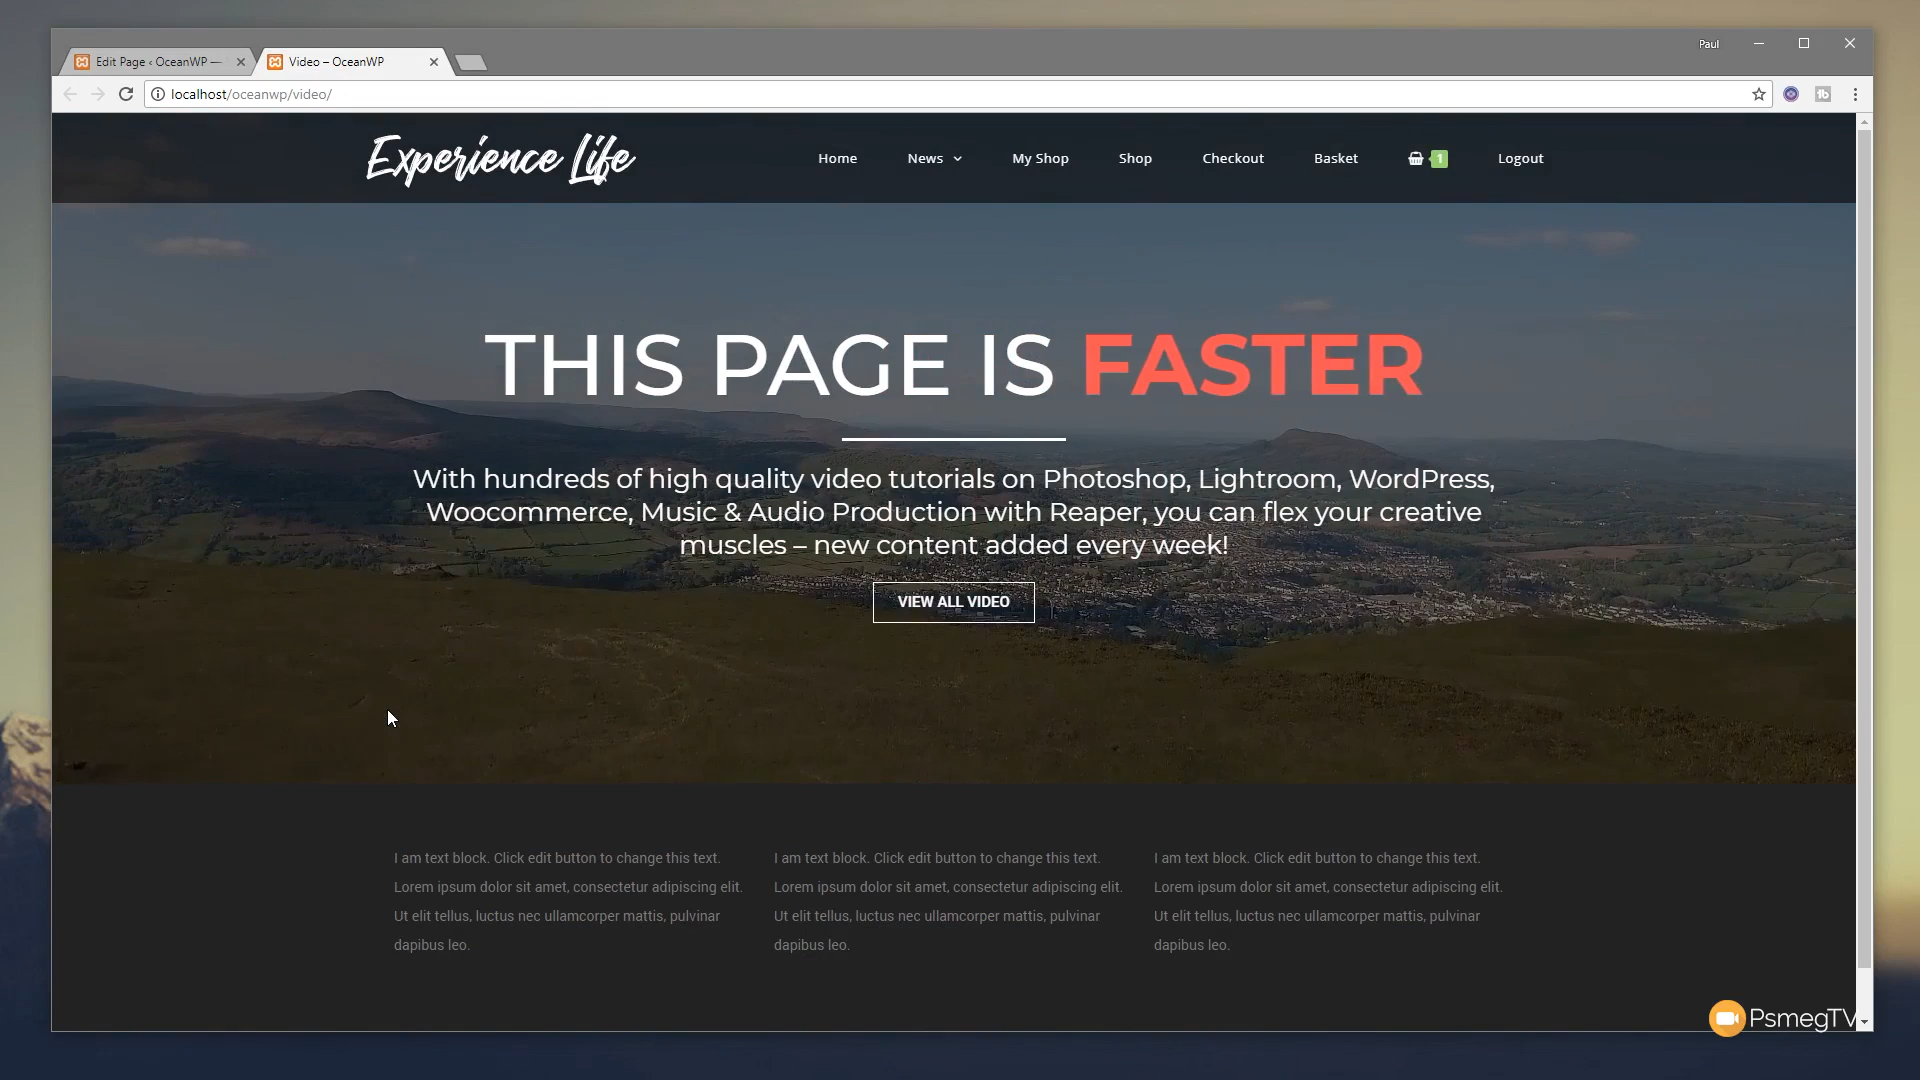 Paul
Edit Page ‹ OceanWP —
Video – OceanWP
localhost/oceanwp/video/
Experience Life
Home
News
My Shop
Shop
Checkout
Basket
1
Logout
THIS PAGE IS FASTER
With hundreds of high quality video tutorials on Photoshop, Lightroom, WordPress,
Woocommerce, Music & Audio Production with Reaper, you can flex your creative
muscles – new content added every week!
VIEW ALL VIDEO
I am text block. Click edit button to change this text.
Lorem ipsum dolor sit amet, consectetur adipiscing elit.
Ut elit tellus, luctus nec ullamcorper mattis, pulvinar
dapibus leo.
I am text block. Click edit button to change this text.
Lorem ipsum dolor sit amet, consectetur adipiscing elit.
Ut elit tellus, luctus nec ullamcorper mattis, pulvinar
dapibus leo.
I am text block. Click edit button to change this text.
Lorem ipsum dolor sit amet, consectetur adipiscing elit.
Ut elit tellus, luctus nec ullamcorper mattis, pulvinar
dapibus leo.
PsmegTV